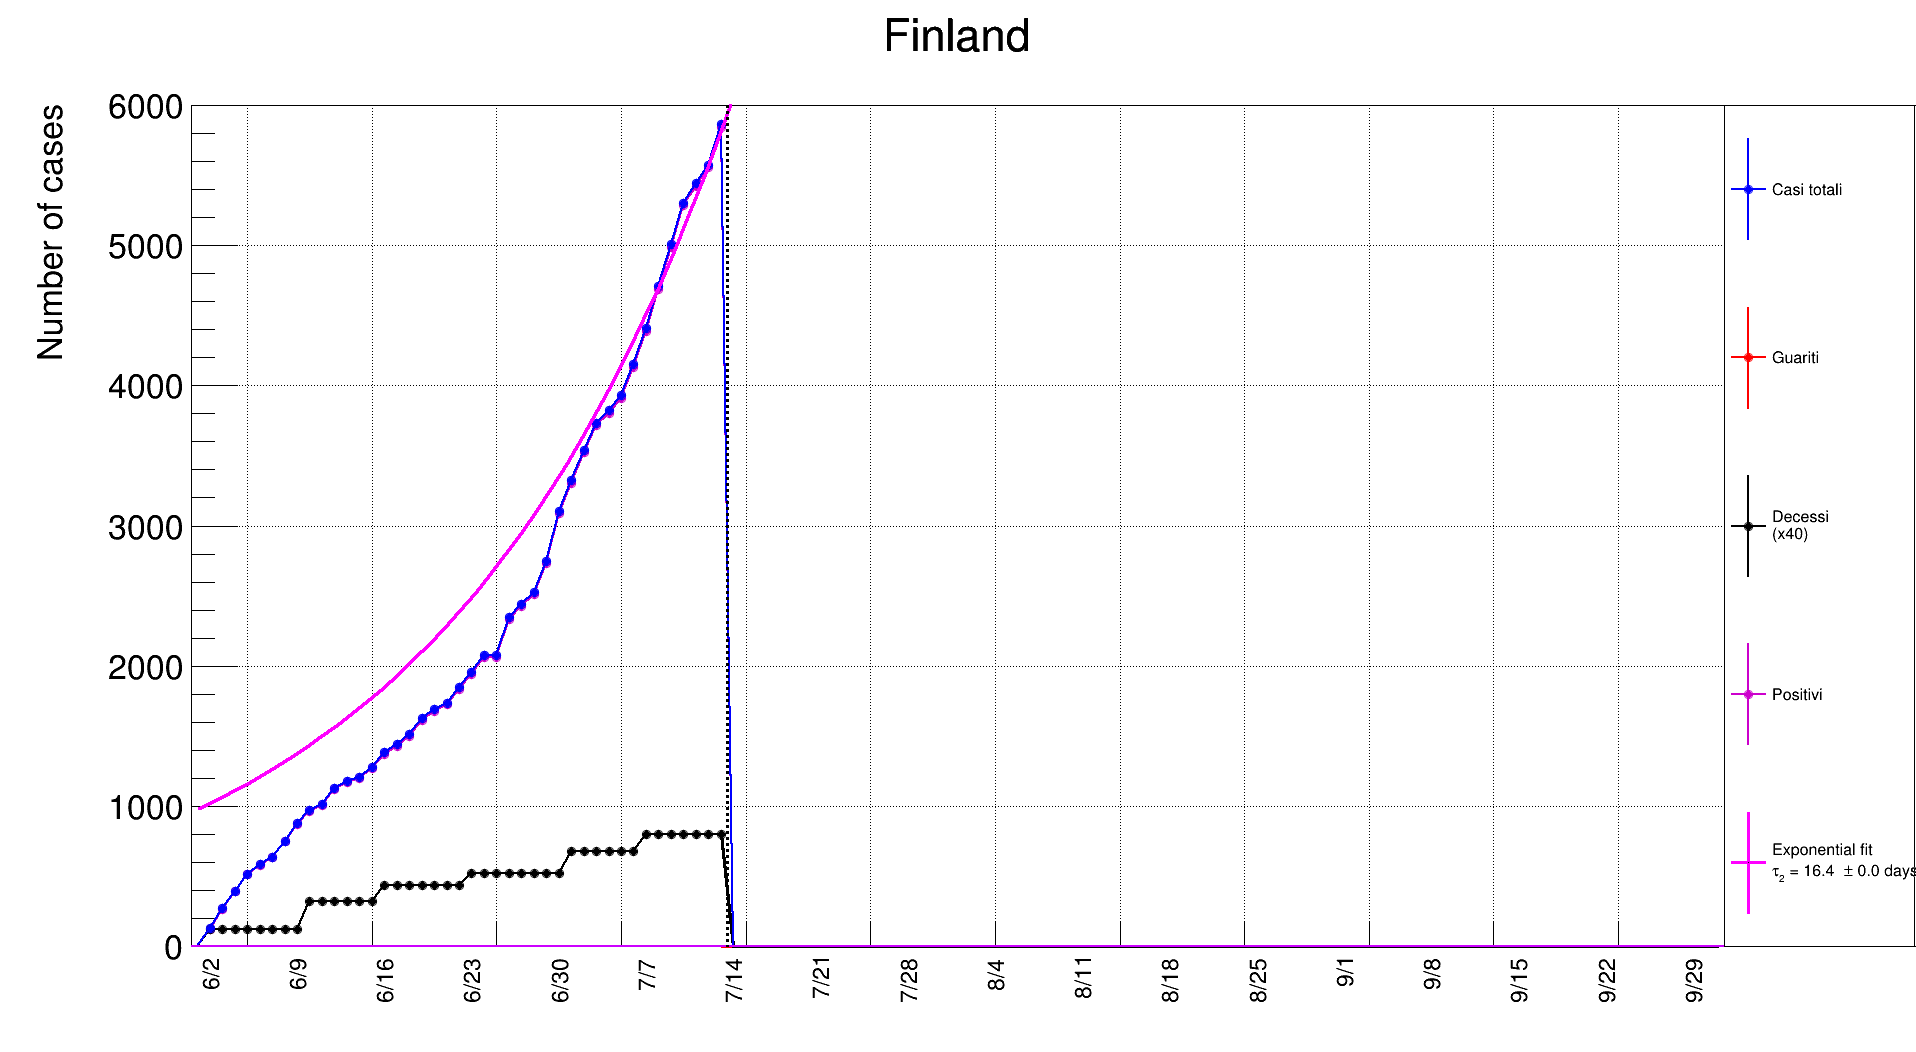 Finland
Number of cases
6000
5000
4000
3000
2000
1000
0
6/2
6/9
6/16
6/23
6/30
7/7
7/14
7/21
7/28
8/4
8/11
8/18
8/25
9/1
9/8
9/15
9/22
9/29
Casi totali
Guariti
Decessi
(x40)
Positivi
Exponential fit
τ2 = 16.4 ± 0.0 days